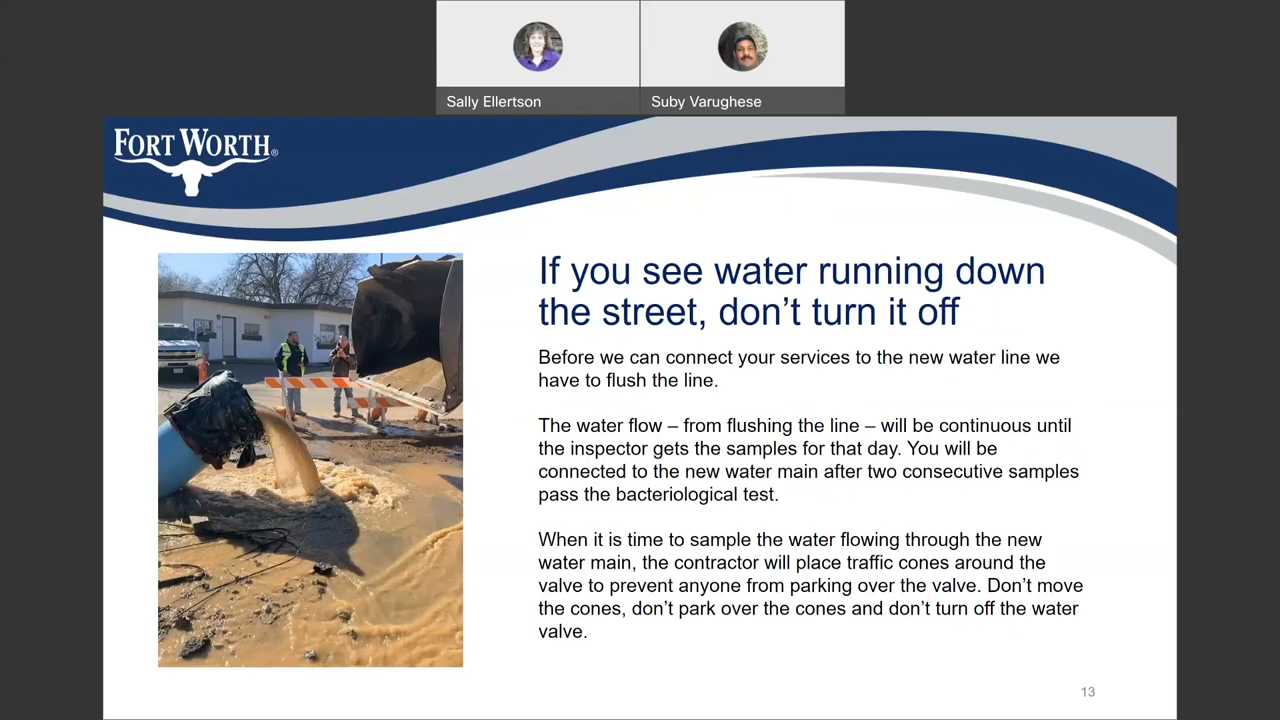 Sally Ellertson
Suby Varughese
FORT WORTH®
If you see water running down
the street, don’t turn it off
Before we can connect your services to the new water line we
have to flush the line.
The water flow – from flushing the line – will be continuous until
the inspector gets the samples for that day. You will be
connected to the new water main after two consecutive samples
pass the bacteriological test.
When it is time to sample the water flowing through the new
water main, the contractor will place traffic cones around the
valve to prevent anyone from parking over the valve. Don’t move
the cones, don’t park over the cones and don’t turn off the water
valve.
13